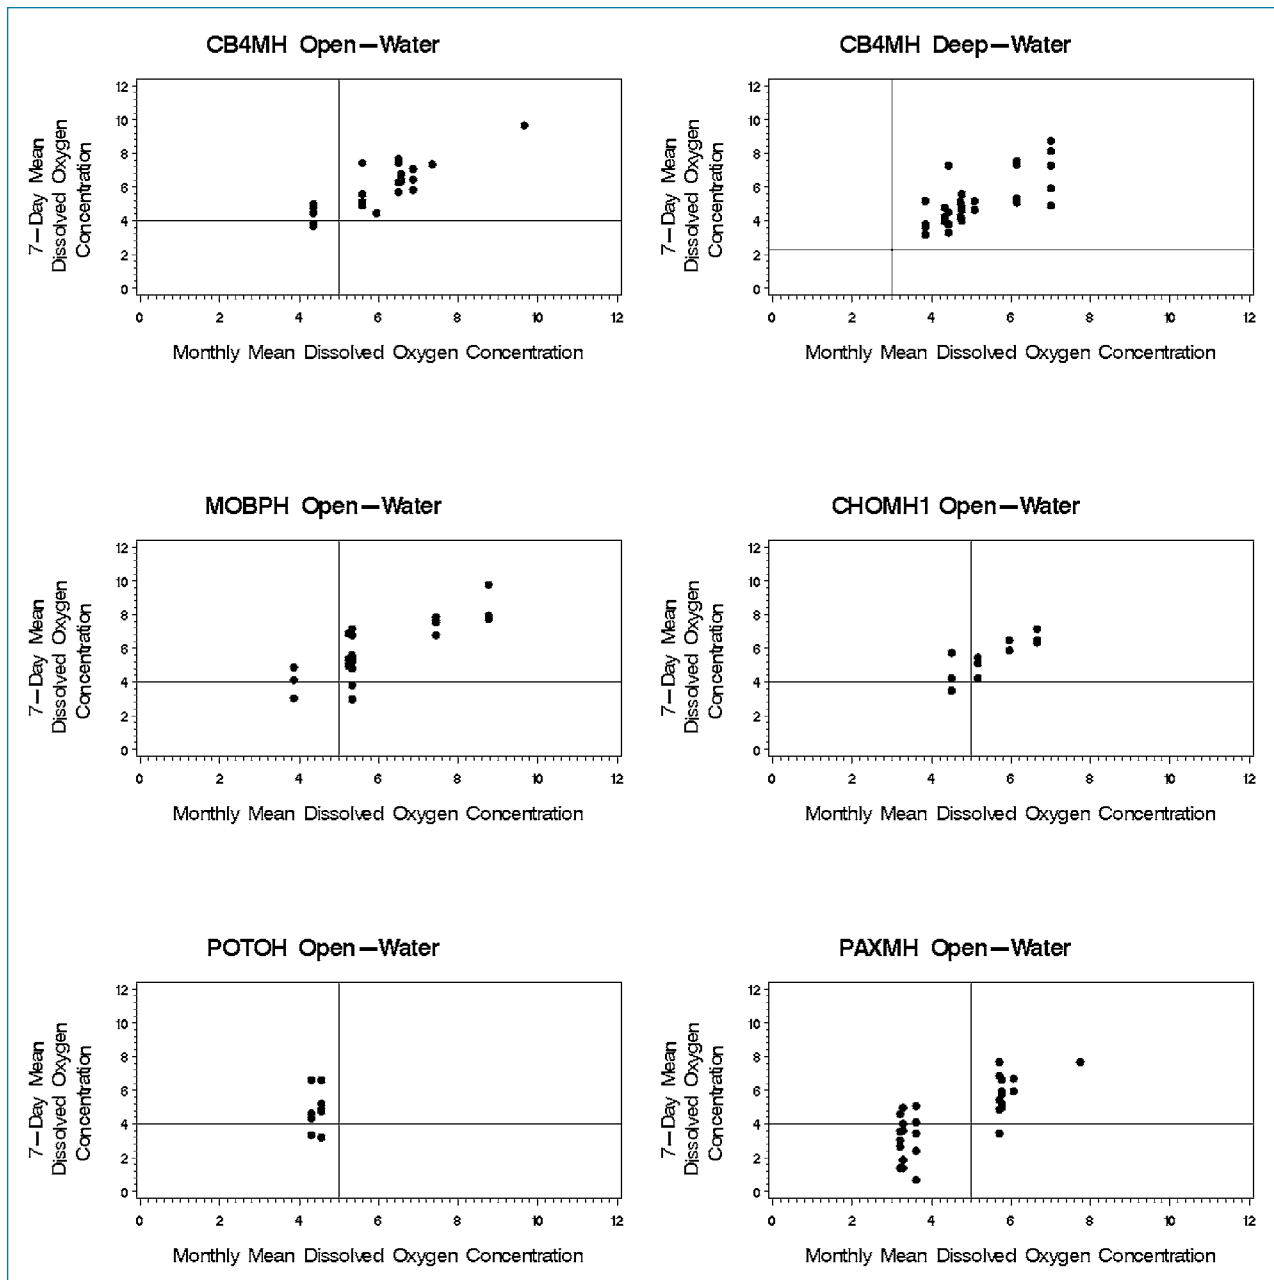 CB4MH Open—Water
7—Day Mean
Dissolved Oxygen
Concentration
12
10
8
6
4
2
0
0 2 4 6 8 10 12
Monthly Mean Dissolved Oxygen Concentration
CB4MH Deep—Water
7—Day Mean
Dissolved Oxygen
Concentration
12
10
8
6
4
2
0
0 2 4 6 8 10 12
Monthly Mean Dissolved Oxygen Concentration
MOBPH Open—Water
7—Day Mean
Dissolved Oxygen
Concentration
12
10
8
6
4
2
0
0 2 4 6 8 10 12
Monthly Mean Dissolved Oxygen Concentration
CHOMH1 Open—Water
7—Day Mean
Dissolved Oxygen
Concentration
12
10
8
6
4
2
0
0 2 4 6 8 10 12
Monthly Mean Dissolved Oxygen Concentration
POTOH Open—Water
7—Day Mean
Dissolved Oxygen
Concentration
12
10
8
6
4
2
0
0 2 4 6 8 10 12
Monthly Mean Dissolved Oxygen Concentration
PAXMH Open—Water
7—Day Mean
Dissolved Oxygen
Concentration
12
10
8
6
4
2
0
0 2 4 6 8 10 12
Monthly Mean Dissolved Oxygen Concentration